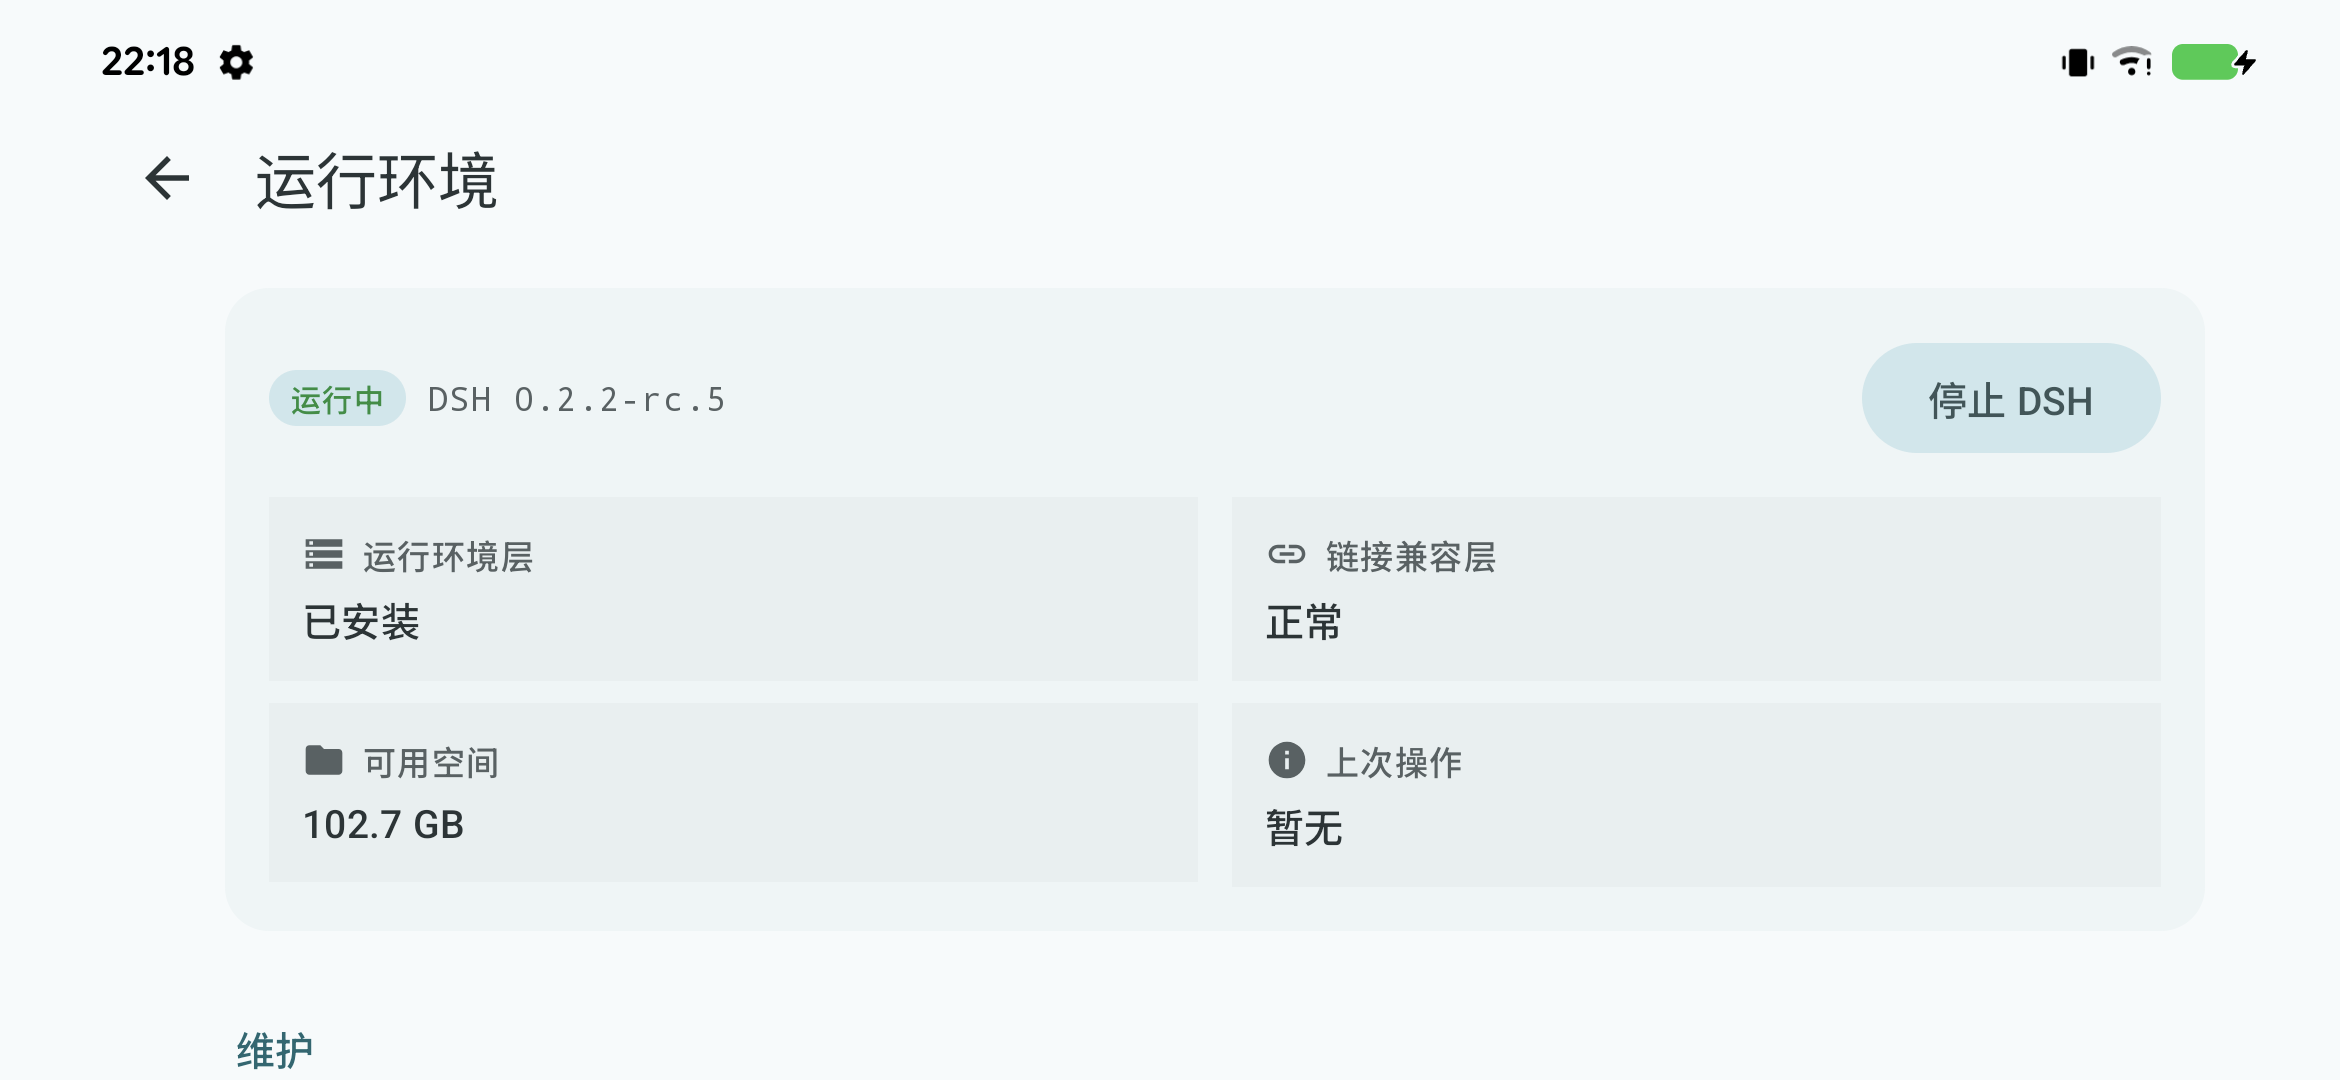 22:18
运行环境
运行中 DSH 0.2.2-rc.5
停止 DSH
运行环境层
已安装
链接兼容层
正常
可用空间
102.7 GB
上次操作
暂无
维护